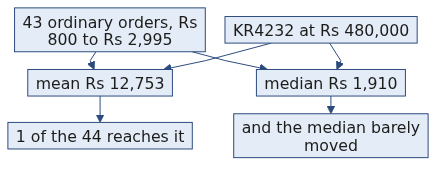 43 ordinary orders, Rs
800 to Rs 2,995
KR4232 at Rs 480,000
mean Rs 12,753
median Rs 1,910
1 of the 44 reaches it
and the median barely
moved